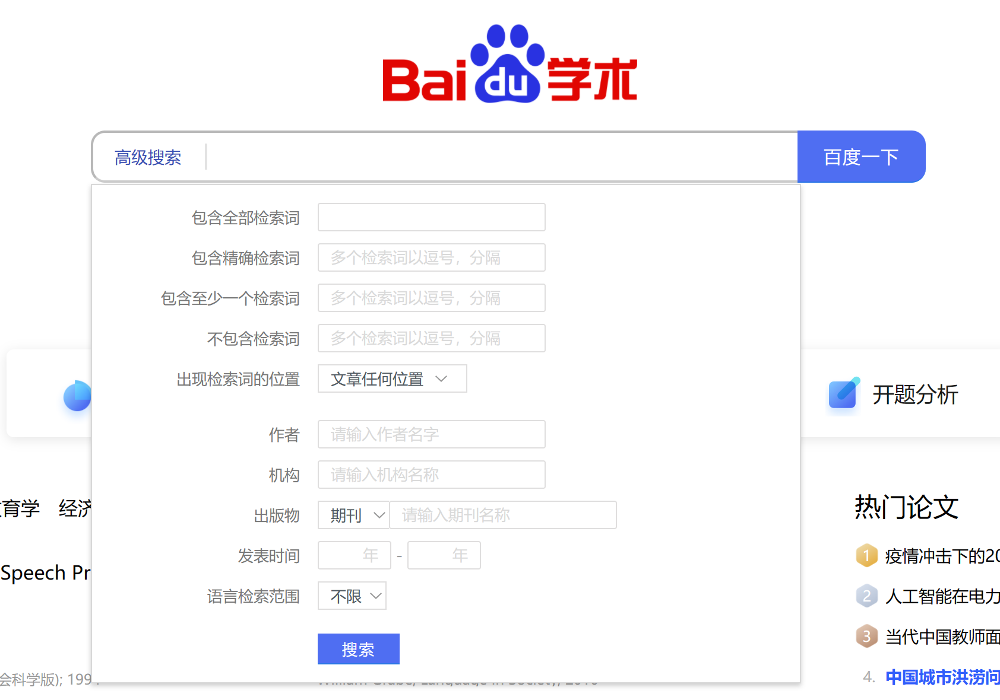 Baidu学术
高级搜索
百度一下
包含全部检索词
包含精确检索词 多个检索词以逗号，分隔
包含至少一个检索词 多个检索词以逗号，分隔
不包含检索词 多个检索词以逗号，分隔
出现检索词的位置 文章任何位置
作者 请输入作者名字
机构 请输入机构名称
出版物 期刊 请输入期刊名称
发表时间 年 - 年
语言检索范围 不限
搜索
开题分析
育学 经济
Speech Pr
会科学版); 199
热门论文
1 疫情冲击下的20
2 人工智能在电力
3 当代中国教师面
4. 中国城市洪涝问